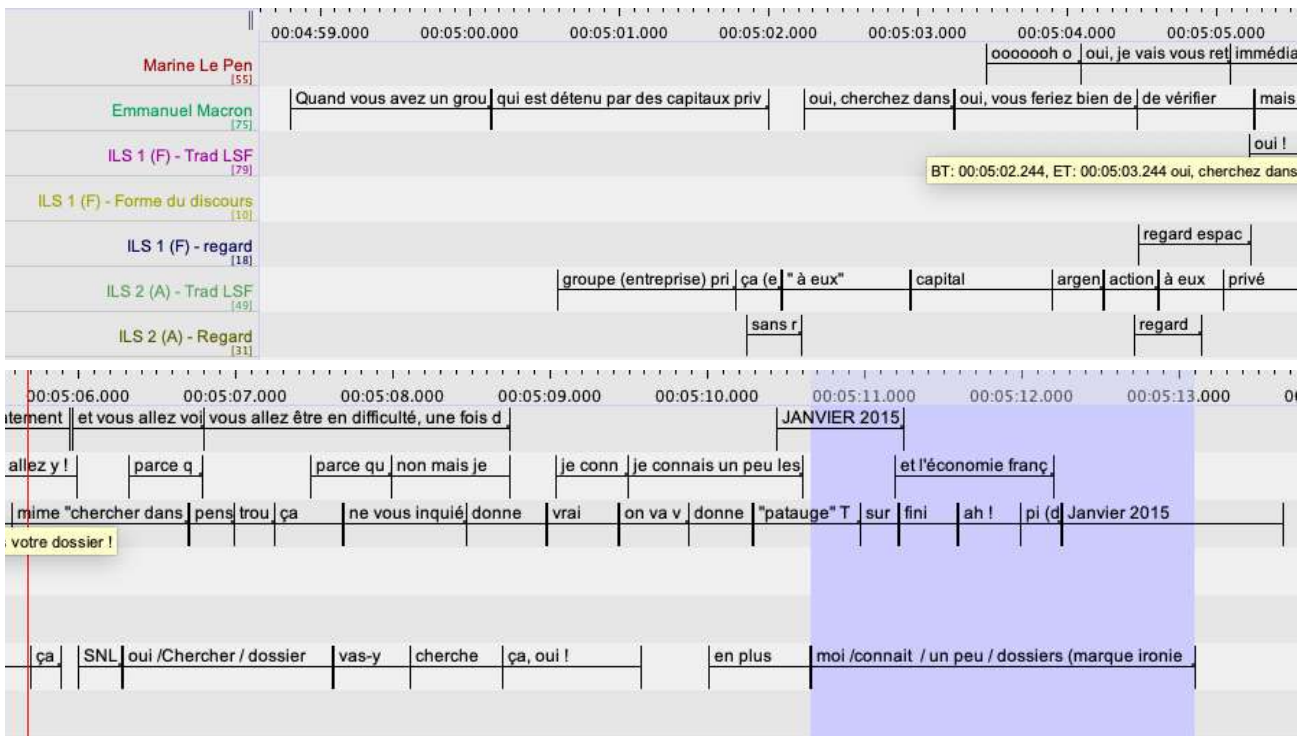 00:04:59.000 00:05:00.000 00:05:01.000 00:05:02.000 00:05:03.000 00:05:04.000 00:05:05.000
Marine Le Pen [55] ooooooh o oui, je vais vous ret immédia
Emmanuel Macron [75] Quand vous avez un grou qui est détenu par des capitaux priv oui, cherchez dans oui, vous feriez bien de de vérifier mais
ILS 1 (F) - Trad LSF [79] oui !
BT: 00:05:02.244, ET: 00:05:03.244 oui, cherchez dans
ILS 1 (F) - Forme du discours [10]
ILS 1 (F) - regard [18] regard espac
ILS 2 (A) - Trad LSF [49] groupe (entreprise) pri ça (e " à eux" capital argen action à eux privé
ILS 2 (A) - Regard [31] sans r regard
00:05:06.000 00:05:07.000 00:05:08.000 00:05:09.000 00:05:10.000 00:05:11.000 00:05:12.000 00:05:13.000 0
tement et vous allez voi vous allez être en difficulté, une fois d JANVIER 2015
allez y ! parce q parce qu non mais je je conn je connais un peu les et l'économie franç
mime "chercher dans pens trou ça ne vous inquié donne vrai on va v donne "patauge" T sur fini ah ! pi (d Janvier 2015
votre dossier !
ça SNL oui /Chercher / dossier vas-y cherche ça, oui ! en plus moi /connait / un peu / dossiers (marque ironie